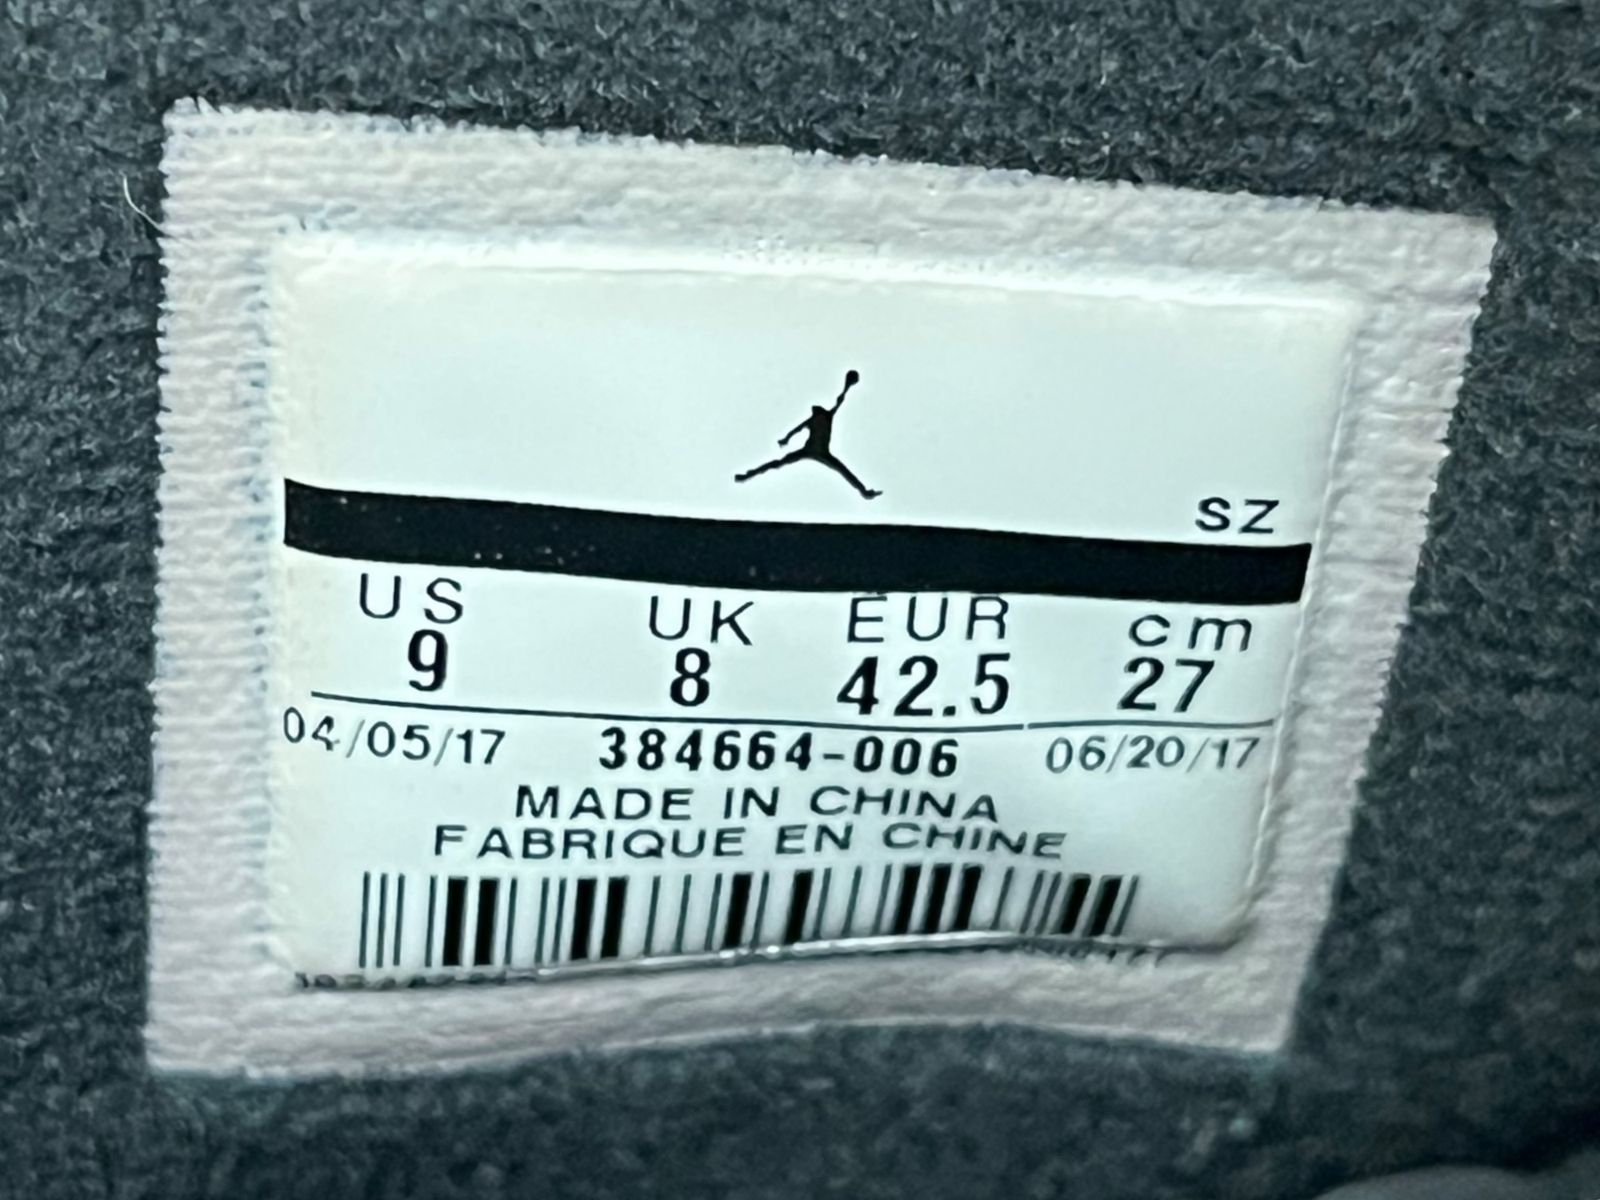 SZ
US UK EUR cm
9 8 42.5 27
04/05/17 384664-006 06/20/17
MADE IN CHINA
FABRIQUE EN CHINE